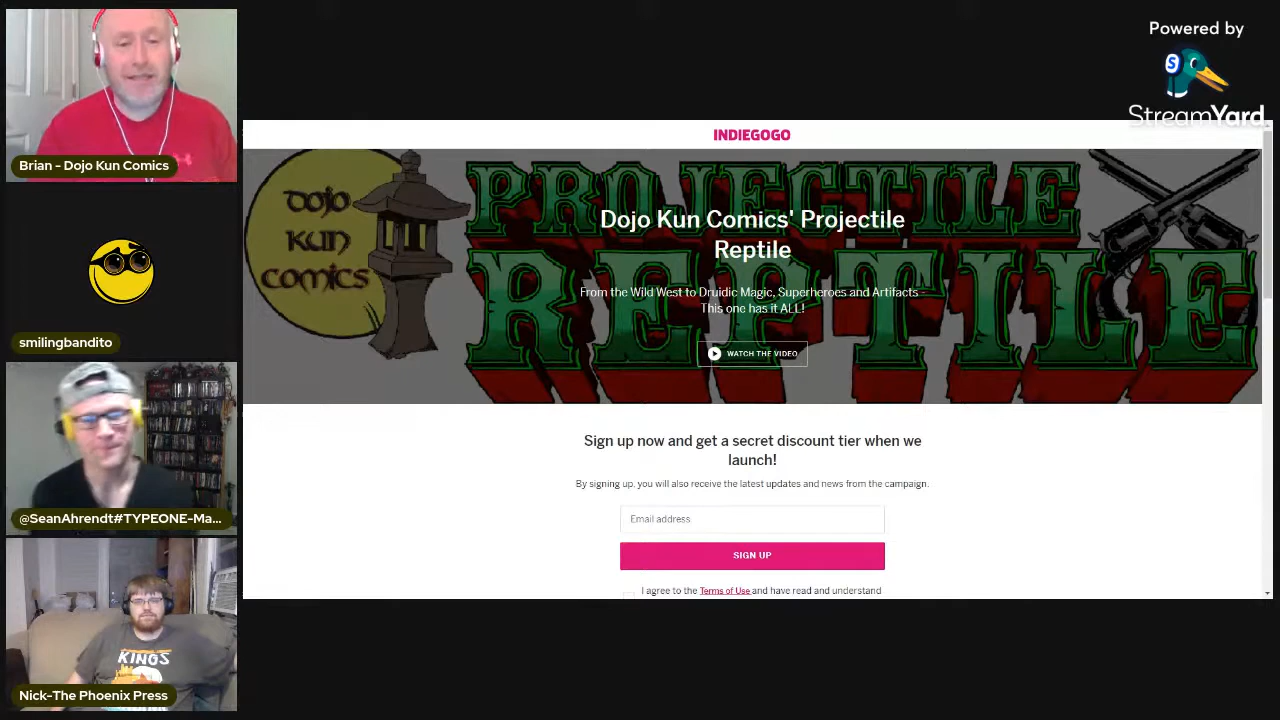 Powered by
StreamYard
Brian - Dojo Kun Comics
smilingbandito
@SeanAhrendt#TYPEONE-Ma...
KINGS
Nick-The Phoenix Press
INDIEGOGO
DOJO
KUN
COMICS
PROJECTILE
REPTILE
Dojo Kun Comics' Projectile
Reptile
From the Wild West to Druidic Magic, Superheroes and Artifacts -
This one has it ALL!
WATCH THE VIDEO
Sign up now and get a secret discount tier when we
launch!
By signing up, you will also receive the latest updates and news from the campaign.
Email address
SIGN UP
I agree to the Terms of Use and have read and understand